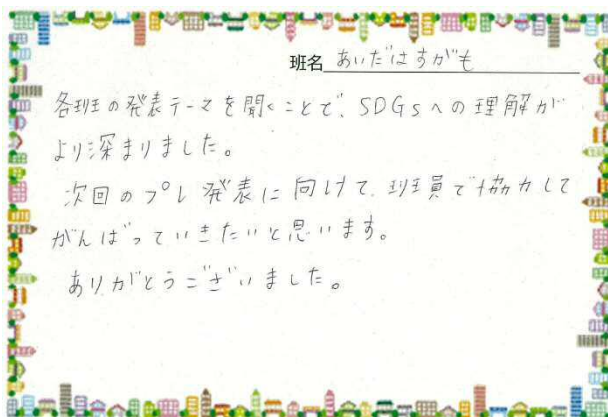 班名 あいだはすがも
各班の発表テーマを聞くことで、SDGsへの理解が
より深まりました。
次回のプレ発表に向けて、班員で協力して
がんばっていきたいと思います。
ありがとうございました。